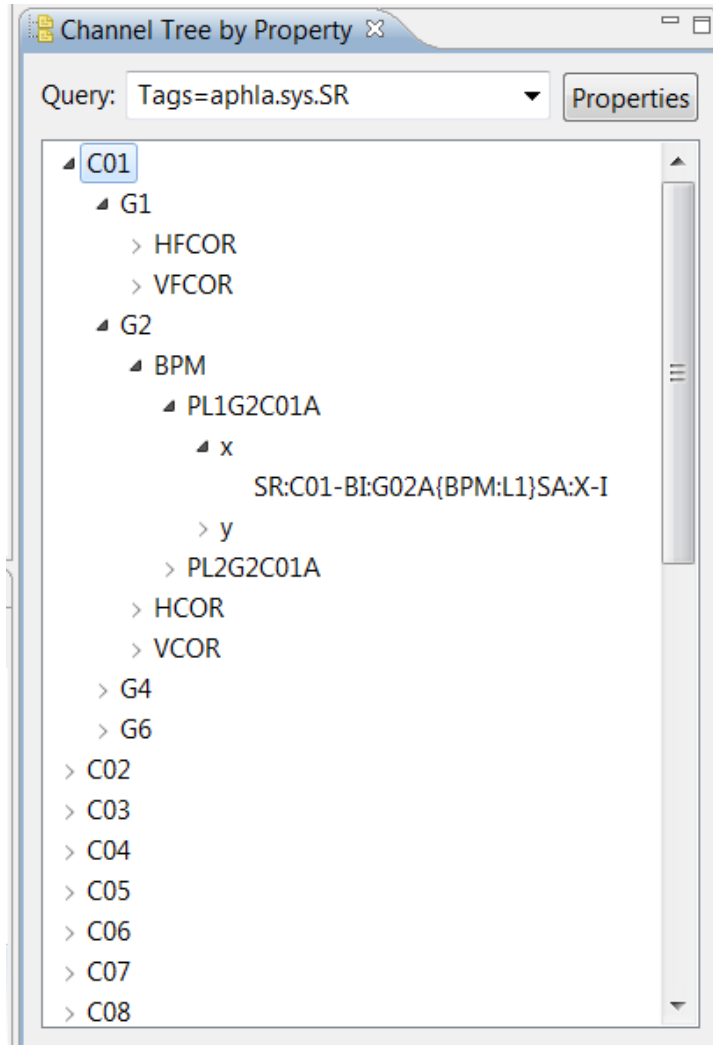 Channel Tree by Property
Query: Tags=aphla.sys.SR Properties
C01
G1
HFCOR
VFCOR
G2
BPM
PL1G2C01A
x
SR:C01-BI:G02A{BPM:L1}SA:X-I
y
PL2G2C01A
HCOR
VCOR
G4
G6
C02
C03
C04
C05
C06
C07
C08